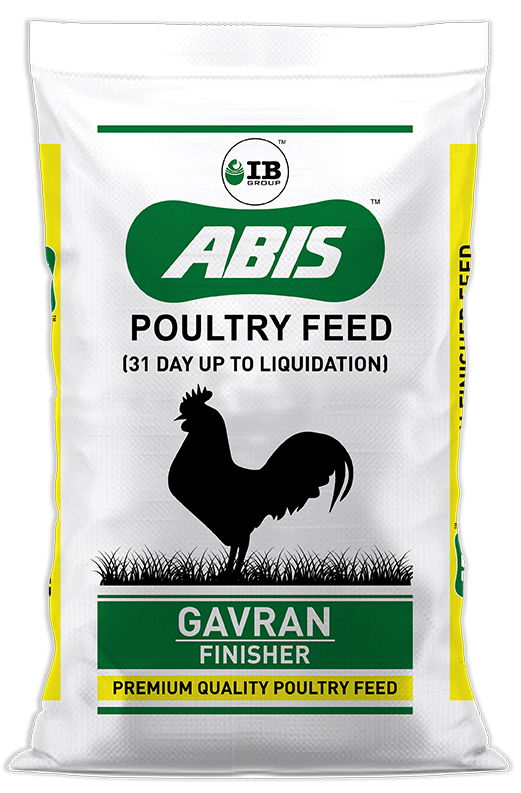 IB
GROUP
TM
ABIS
TM
POULTRY FEED
(31 DAY UP TO LIQUIDATION)
GAVRAN
FINISHER
PREMIUM QUALITY POULTRY FEED